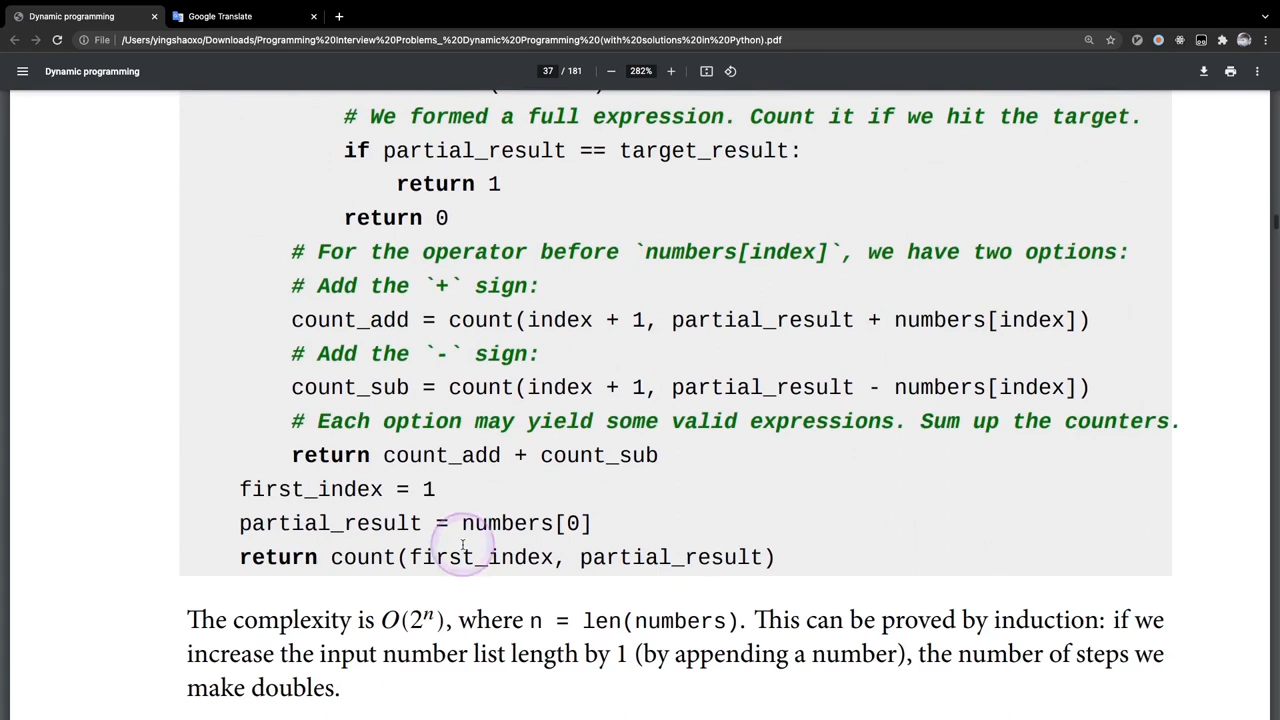 Dynamic programming
Google Translate
File /Users/yingshaoxo/Downloads/Programming%20Interview%20Problems_%20Dynamic%20Programming%20(with%20solutions%20in%20Python).pdf
Dynamic programming 37 / 181 282%
# We formed a full expression. Count it if we hit the target.
if partial_result == target_result:
return 1
return 0
# For the operator before `numbers[index]`, we have two options:
# Add the `+` sign:
count_add = count(index + 1, partial_result + numbers[index])
# Add the `-` sign:
count_sub = count(index + 1, partial_result - numbers[index])
# Each option may yield some valid expressions. Sum up the counters.
return count_add + count_sub
first_index = 1
partial_result = numbers[0]
return count(first_index, partial_result)
The complexity is O(2ⁿ), where n = len(numbers). This can be proved by induction: if we
increase the input number list length by 1 (by appending a number), the number of steps we
make doubles.